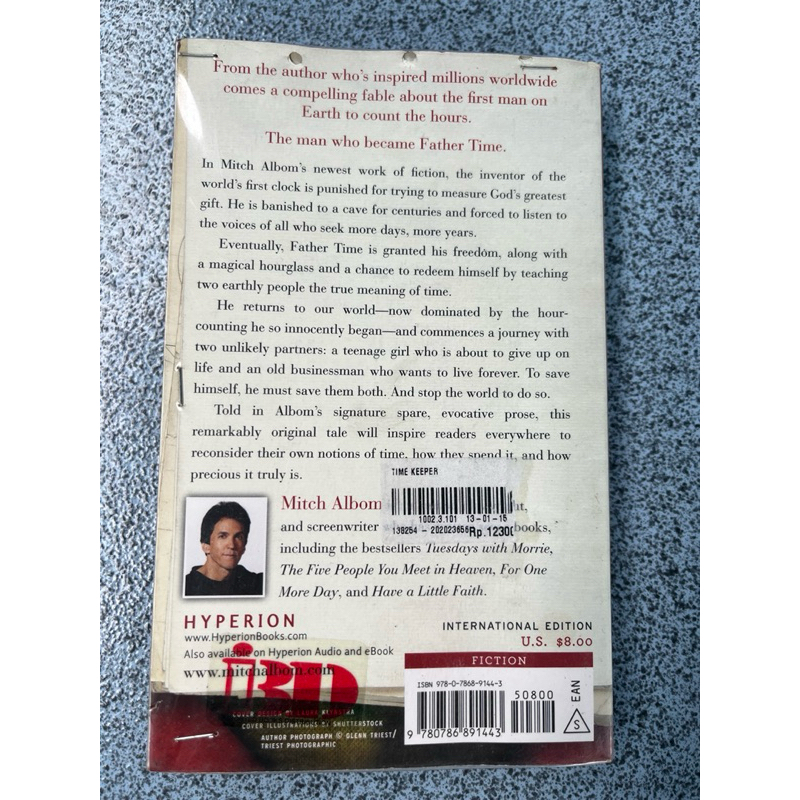 From the author who's inspired millions worldwide
comes a compelling fable about the first man on
Earth to count the hours.
The man who became Father Time.
In Mitch Albom's newest work of fiction, the inventor of the
world's first clock is punished for trying to measure God's greatest
gift. He is banished to a cave for centuries and forced to listen to
the voices of all who seek more days, more years.
Eventually, Father Time is granted his freedom, along with
a magical hourglass and a chance to redeem himself by teaching
two earthly people the true meaning of time.
He returns to our world—now dominated by the hour-
counting he so innocently began—and commences a journey with
two unlikely partners: a teenage girl who is about to give up on
life and an old businessman who wants to live forever. To save
himself, he must save them both. And stop the world to do so.
Told in Albom's signature spare, evocative prose, this
remarkably original tale will inspire readers everywhere to
reconsider their own notions of time, how they spend it, and how
precious it truly is.
TIME KEEPER
1002.3.101 13-01-15
Mitch Albom
and screenwriter books,
including the bestsellers Tuesdays with Morrie,
The Five People You Meet in Heaven, For One
More Day, and Have a Little Faith.
HYPERION
www.HyperionBooks.com
Also available on Hyperion Audio and eBook
www.mitchalbom.com
INTERNATIONAL EDITION
U.S. $8.00
FICTION
ISBN 978-0-7868-9144-3
50800
9 780786 891443
EAN
S
COVER DESIGN BY
COVER ILLUSTRATIONS BY SHUTTERSTOCK
AUTHOR PHOTOGRAPH © GLENN TRIEST/
TRIEST PHOTOGRAPHIC